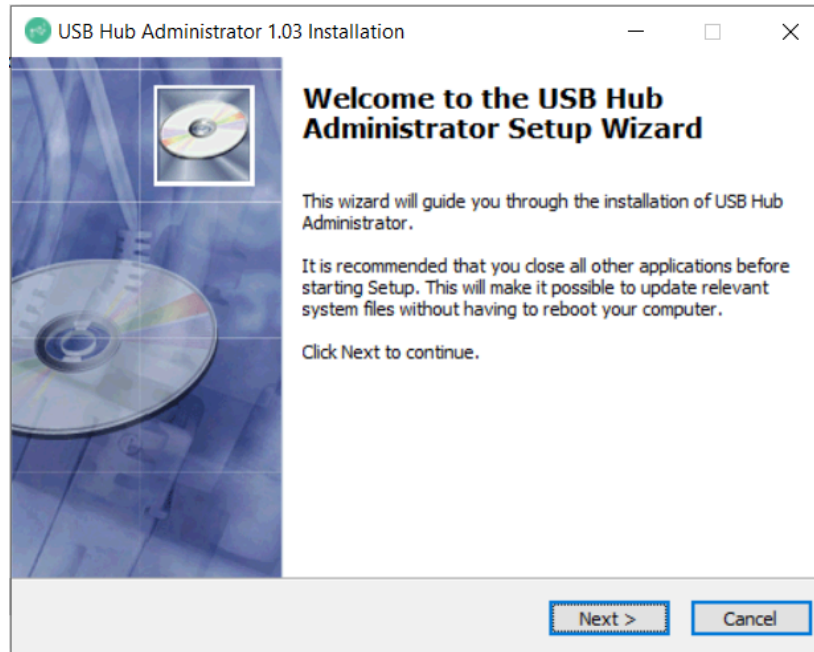 USB Hub Administrator 1.03 Installation
Welcome to the USB Hub
Administrator Setup Wizard
This wizard will guide you through the installation of USB Hub
Administrator.
It is recommended that you close all other applications before
starting Setup. This will make it possible to update relevant
system files without having to reboot your computer.
Click Next to continue.
Next >
Cancel